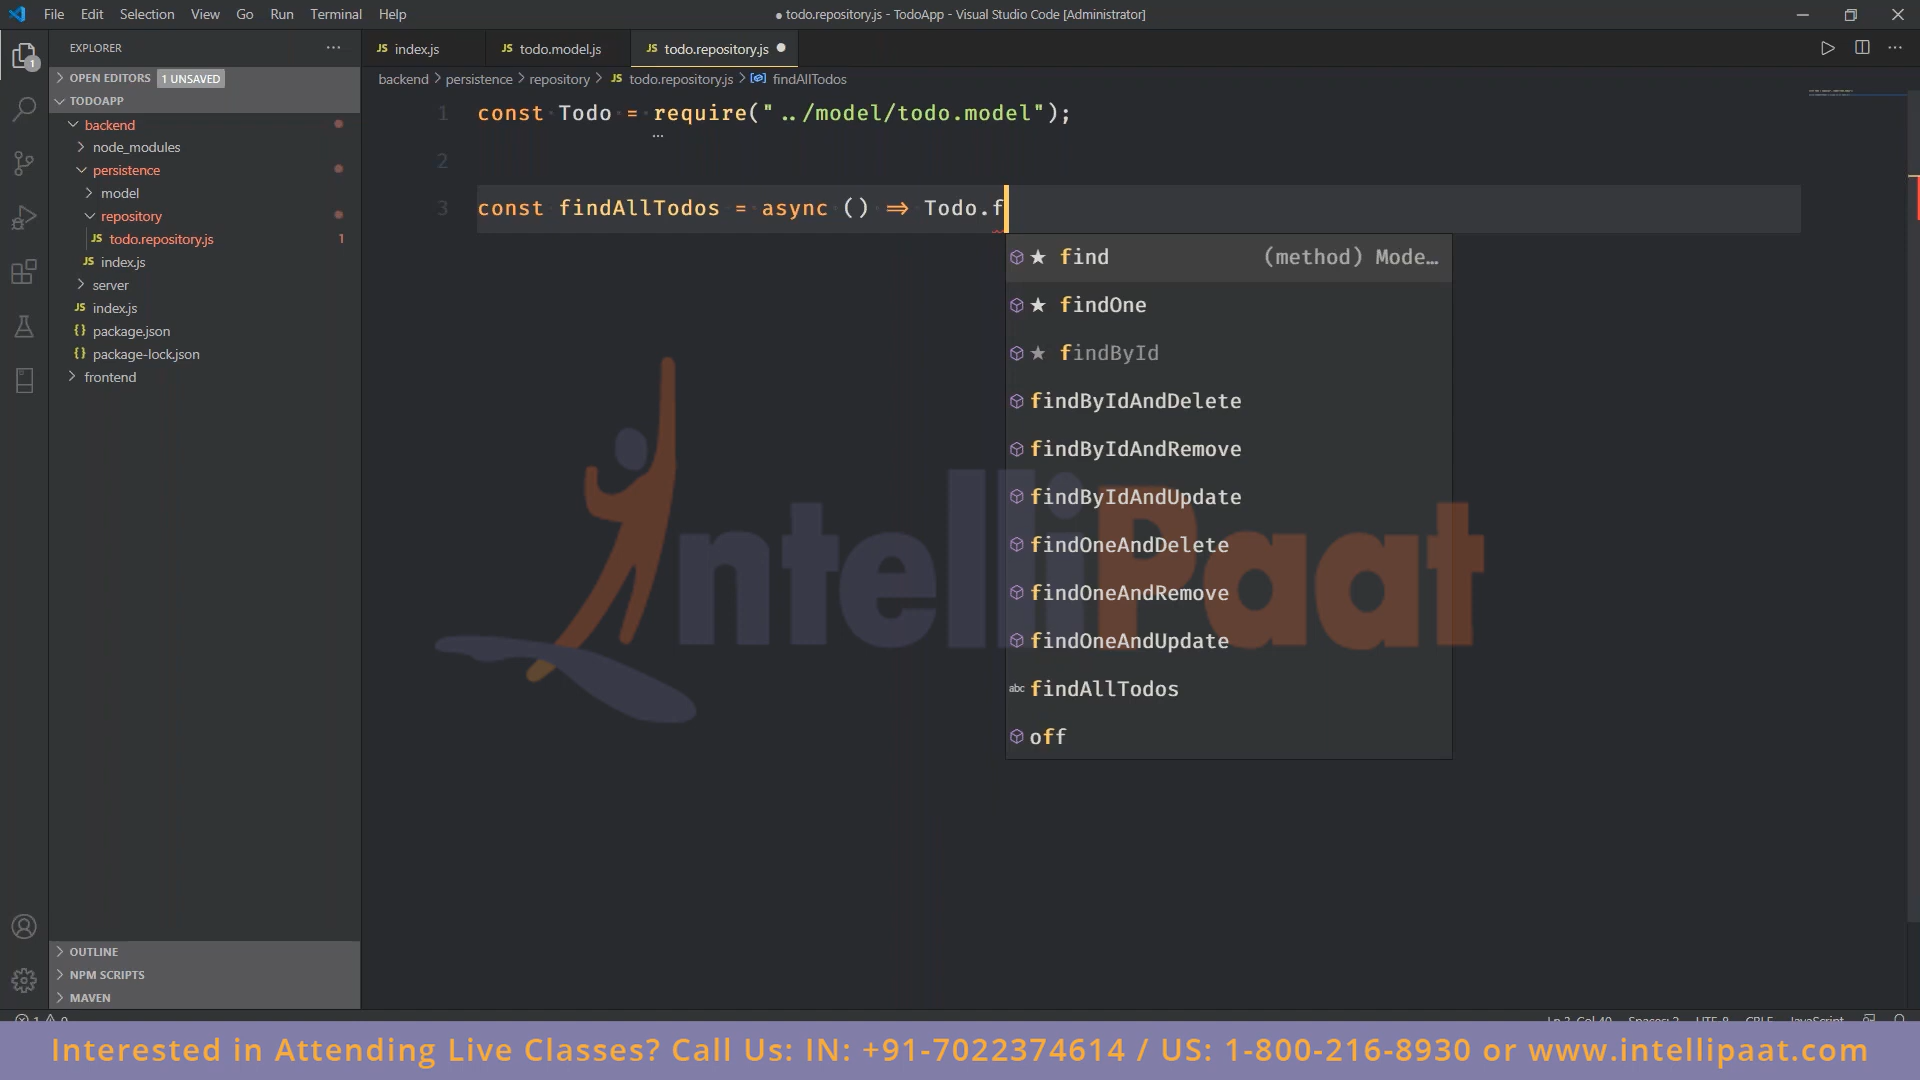 File Edit Selection View Go Run Terminal Help
● todo.repository.js - TodoApp - Visual Studio Code [Administrator]
EXPLORER ···
JS index.js
JS todo.model.js
JS todo.repository.js ●
1
OPEN EDITORS 1 UNSAVED
backend > persistence > repository > JS todo.repository.js > findAllTodos
TODOAPP
backend
node_modules
persistence
model
repository
JS todo.repository.js 1
JS index.js
server
JS index.js
{} package.json
{} package-lock.json
frontend
OUTLINE
NPM SCRIPTS
MAVEN
1 const Todo = require("../model/todo.model");
2
3 const findAllTodos = async () => Todo.f
★ find (method) Mode…
★ findOne
★ findById
findByIdAndDelete
findByIdAndRemove
findByIdAndUpdate
findOneAndDelete
findOneAndRemove
findOneAndUpdate
abc findAllTodos
off
IntelliPaat
Interested in Attending Live Classes? Call Us: IN: +91-7022374614 / US: 1-800-216-8930 or www.intellipaat.com